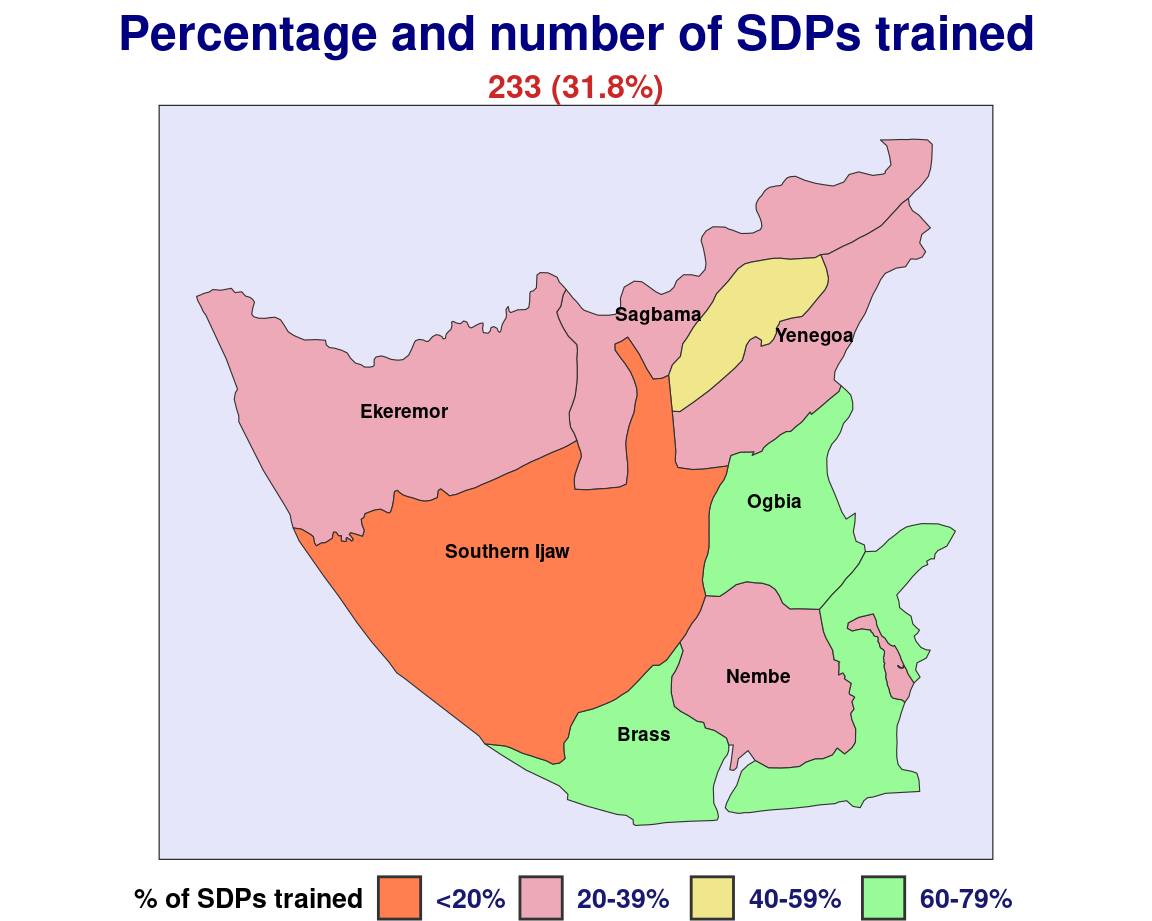 Percentage and number of SDPs trained
233 (31.8%)
Sagbama
Yenegoa
Ekeremor
Ogbia
Southern Ijaw
Nembe
Brass
% of SDPs trained <20% 20-39% 40-59% 60-79%